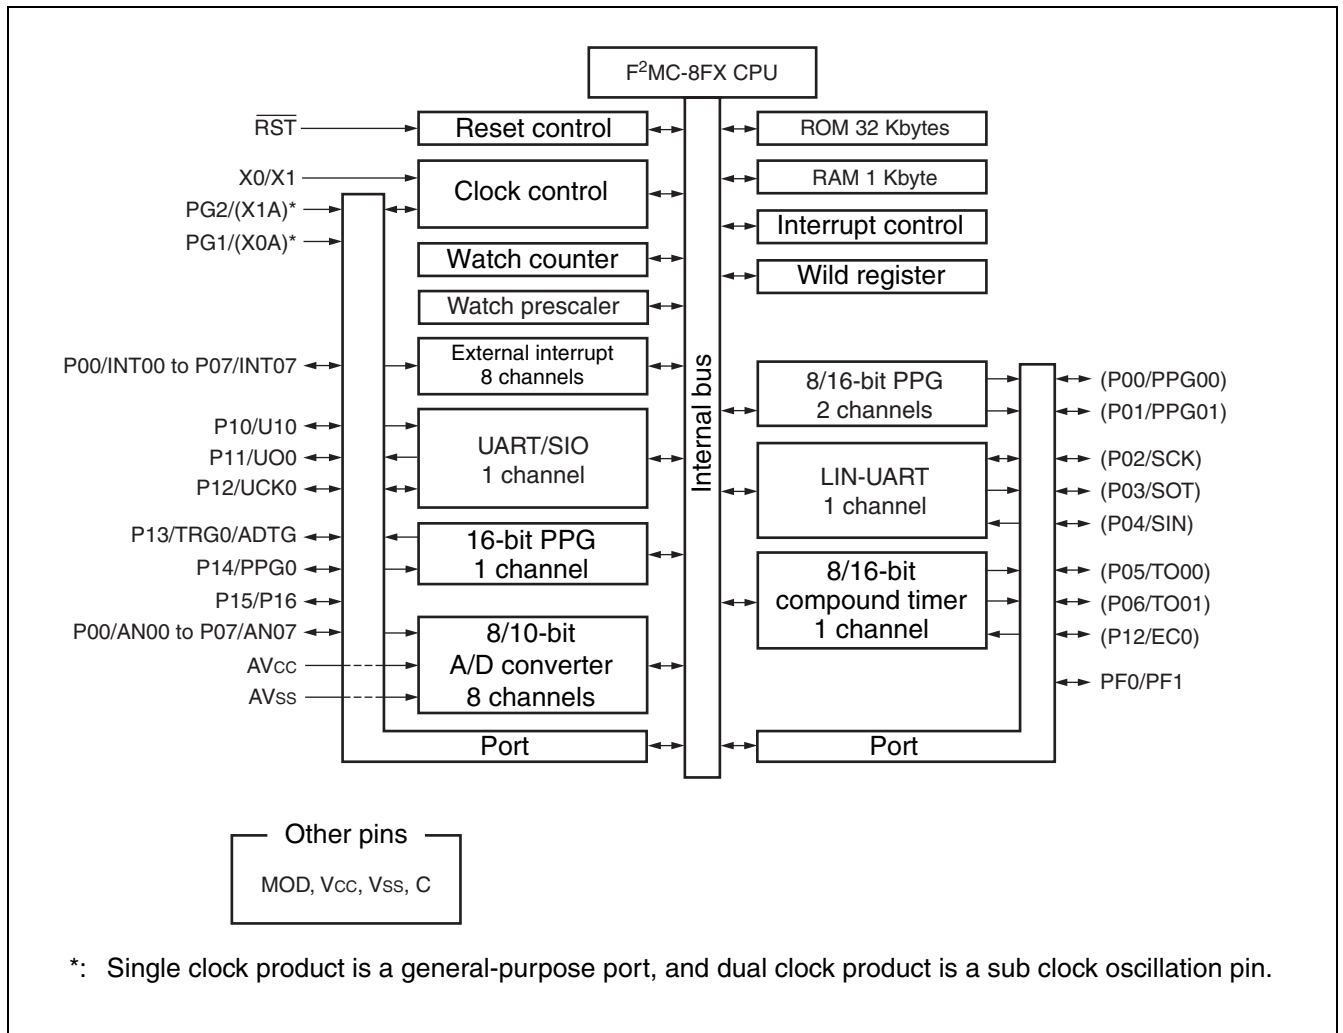 F²MC-8FX CPU
RST
Reset control
ROM 32 Kbytes
X0/X1
Clock control
RAM 1 Kbyte
PG2/(X1A)*
PG1/(X0A)*
Interrupt control
Watch counter
Wild register
Watch prescaler
P00/INT00 to P07/INT07
External interrupt
8 channels
Internal bus
8/16-bit PPG
2 channels
(P00/PPG00)
(P01/PPG01)
P10/U10
P11/UO0
P12/UCK0
UART/SIO
1 channel
LIN-UART
1 channel
(P02/SCK)
(P03/SOT)
(P04/SIN)
P13/TRG0/ADTG
P14/PPG0
16-bit PPG
1 channel
8/16-bit
compound timer
1 channel
(P05/TO00)
(P06/TO01)
(P12/EC0)
P15/P16
P00/AN00 to P07/AN07
AVCC
AVSS
8/10-bit
A/D converter
8 channels
PF0/PF1
Port
Port
Other pins
MOD, VCC, VSS, C
*: Single clock product is a general-purpose port, and dual clock product is a sub clock oscillation pin.